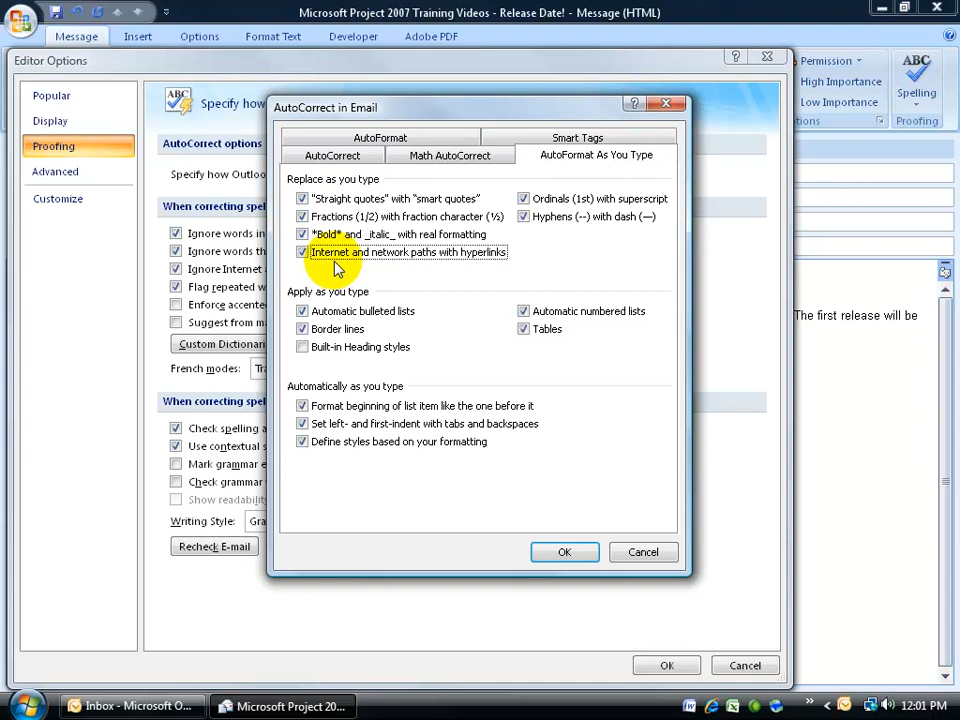 Microsoft Project 2007 Training Videos - Release Date! - Message (HTML)
Message Insert Options Format Text Developer Adobe PDF
Editor Options
Permission
High Importance
Low Importance
ABC
Spelling
Proofing
Popular
Display
Proofing
Advanced
Customize
ABC
Specify how
AutoCorrect options
Specify how Outloo
When correcting spel
Ignore words in
Ignore words
Ignore Internet a
Flag repeated w
Enforce accented
Suggest from ma
Custom Dictionar
French modes: Tra
When correcting spel
Check spelling a
Use contextual s
Mark grammar e
Check grammar
Show readability
Writing Style: Gra
Recheck E-mail
OK Cancel
AutoCorrect in Email
AutoFormat Smart Tags
AutoCorrect Math AutoCorrect AutoFormat As You Type
Replace as you type
"Straight quotes" with “smart quotes” Ordinals (1st) with superscript
Fractions (1/2) with fraction character (½) Hyphens (--) with dash (—)
*Bold* and _italic_ with real formatting
Internet and network paths with hyperlinks
Apply as you type
Automatic bulleted lists Automatic numbered lists
Border lines Tables
Built-in Heading styles
Automatically as you type
Format beginning of list item like the one before it
Set left- and first-indent with tabs and backspaces
Define styles based on your formatting
OK Cancel
The first release will be
Inbox - Microsoft O... Microsoft Project 20... 12:01 PM